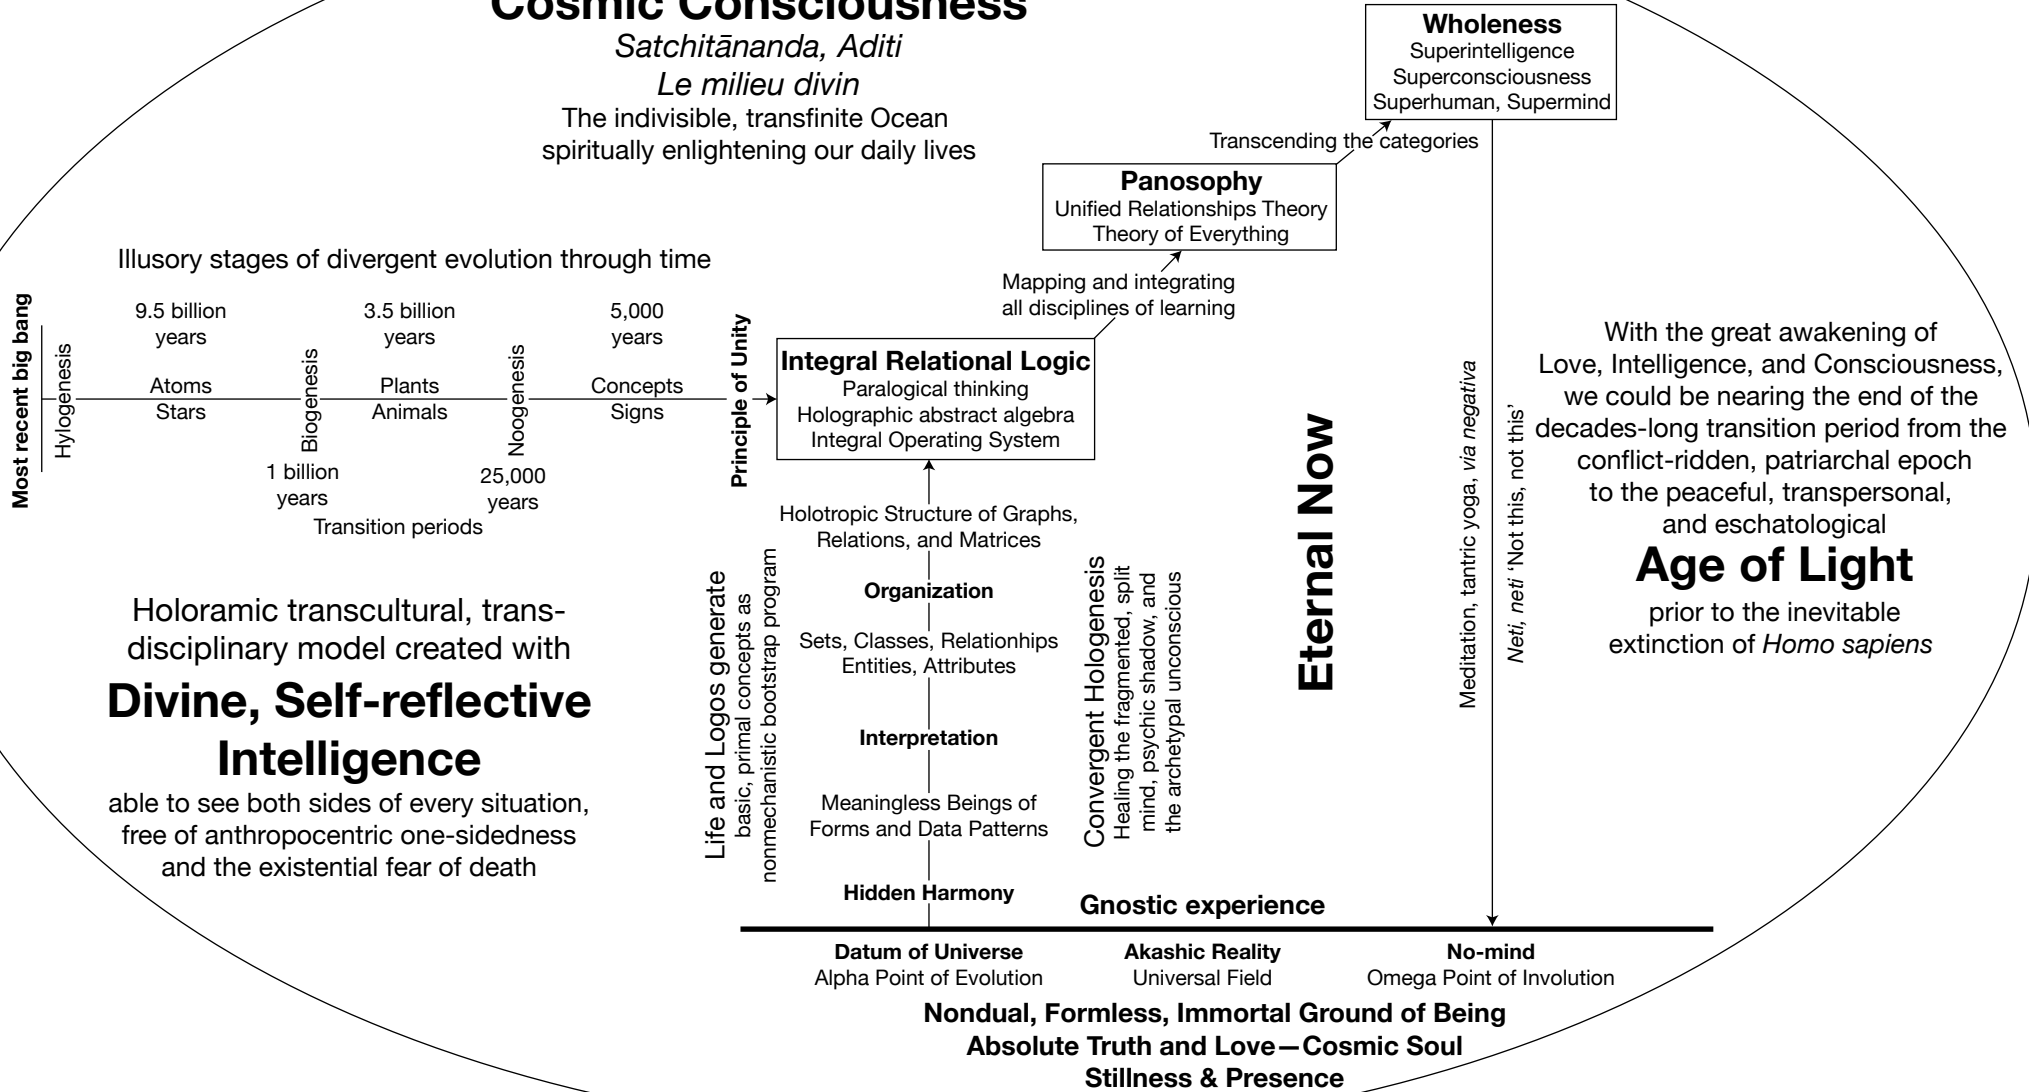 Cosmic Consciousness
Satchitānanda, Aditi
Le milieu divin
The indivisible, transfinite Ocean
spiritually enlightening our daily lives
Wholeness
Superintelligence
Superconsciousness
Superhuman, Supermind
Transcending the categories
Panosophy
Unified Relationships Theory
Theory of Everything
Mapping and integrating
all disciplines of learning
Illusory stages of divergent evolution through time
Most recent big bang
Hylogenesis
9.5 billion
years
Atoms
Stars
Biogenesis
1 billion
years
3.5 billion
years
Plants
Animals
Noogenesis
25,000
years
Transition periods
5,000
years
Concepts
Signs
Principle of Unity
Integral Relational Logic
Paralogical thinking
Holographic abstract algebra
Integral Operating System
Holotropic Structure of Graphs,
Relations, and Matrices
Organization
Sets, Classes, Relationhips
Entities, Attributes
Interpretation
Meaningless Beings of
Forms and Data Patterns
Hidden Harmony
Life and Logos generate
basic, primal concepts as
nonmechanistic bootstrap program
Convergent Hologenesis
Healing the fragmented, split
mind, psychic shadow, and
the archetypal unconscious
Eternal Now
Meditation, tantric yoga, via negativa
Neti, neti ‘Not this, not this’
With the great awakening of
Love, Intelligence, and Consciousness,
we could be nearing the end of the
decades-long transition period from the
conflict-ridden, patriarchal epoch
to the peaceful, transpersonal,
and eschatological
Age of Light
prior to the inevitable
extinction of Homo sapiens
Holoramic transcultural, trans-
disciplinary model created with
Divine, Self-reflective
Intelligence
able to see both sides of every situation,
free of anthropocentric one-sidedness
and the existential fear of death
Gnostic experience
Datum of Universe
Alpha Point of Evolution
Akashic Reality
Universal Field
No-mind
Omega Point of Involution
Nondual, Formless, Immortal Ground of Being
Absolute Truth and Love—Cosmic Soul
Stillness & Presence